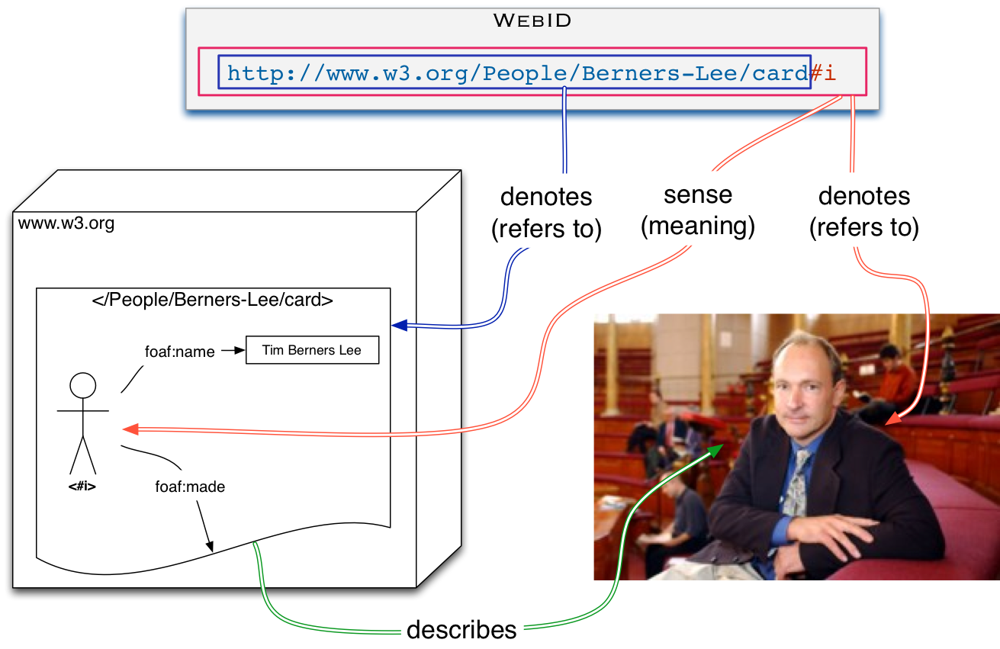 WEBID
http://www.w3.org/People/Berners-Lee/card#i
denotes
(refers to)
sense
(meaning)
denotes
(refers to)
www.w3.org
</People/Berners-Lee/card>
foaf:name
Tim Berners Lee
<#i>
foaf:made
describes